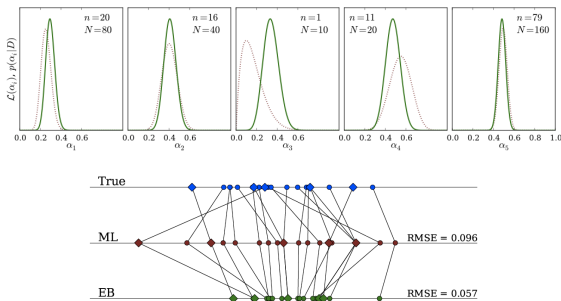 n = 20
N = 80
n = 16
N = 40
n = 1
N = 10
n = 11
N = 20
n = 79
N = 160
ℒ(αᵢ), p(αᵢ|D)
0.0 0.2 0.4 0.6
0.0 0.2 0.4 0.6
0.0 0.2 0.4 0.6
0.0 0.2 0.4 0.6
0.0 0.2 0.4 0.6 1.0
α₁
α₂
α₃
α₄
α₅
True
ML RMSE = 0.096
EB RMSE = 0.057